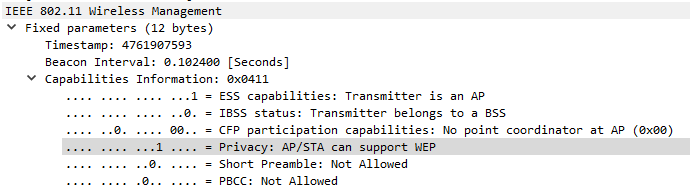 IEEE 802.11 Wireless Management
Fixed parameters (12 bytes)
Timestamp: 4761907593
Beacon Interval: 0.102400 [Seconds]
Capabilities Information: 0x0411
.... .... .... ...1 = ESS capabilities: Transmitter is an AP
.... .... .... ..0. = IBSS status: Transmitter belongs to a BSS
.... ..0. .... 00.. = CFP participation capabilities: No point coordinator at AP (0x00)
.... .... ...1 .... = Privacy: AP/STA can support WEP
.... .... ..0. .... = Short Preamble: Not Allowed
.... .... .0.. .... = PBCC: Not Allowed